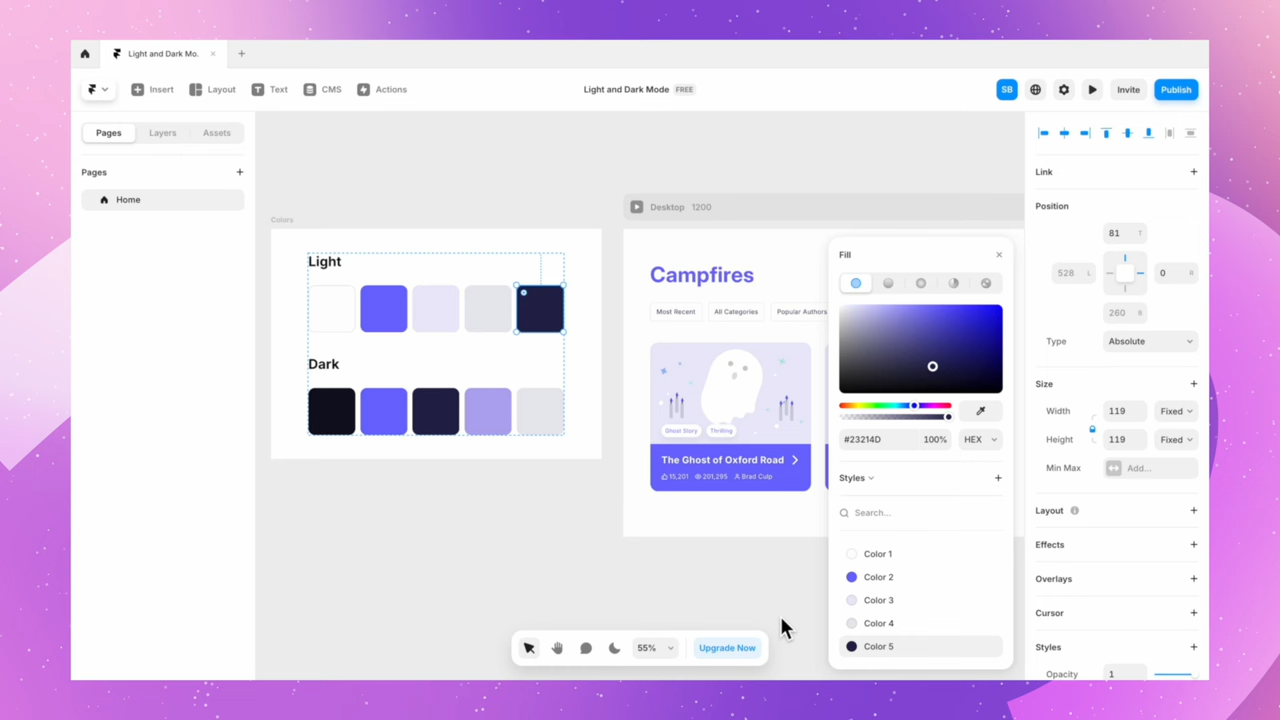 Light and Dark Mo.
Insert
Layout
Text
CMS
Actions
Light and Dark Mode FREE
SB
Invite
Publish
Pages
Layers
Assets
Pages
Home
Colors
Light
Dark
Desktop 1200
Campfires
Most Recent
All Categories
Popular Authors
Ghost Story
Thrilling
The Ghost of Oxford Road
15,201
201,295
Brad Culp
Fill
#23214D
100%
HEX
Styles
Search...
Color 1
Color 2
Color 3
Color 4
Color 5
55%
Upgrade Now
Link
Position
81 T
528 L
0 R
260 B
Type
Absolute
Size
Width
119
Fixed
Height
119
Fixed
Min Max
Add...
Layout
Effects
Overlays
Cursor
Styles
Opacity
1